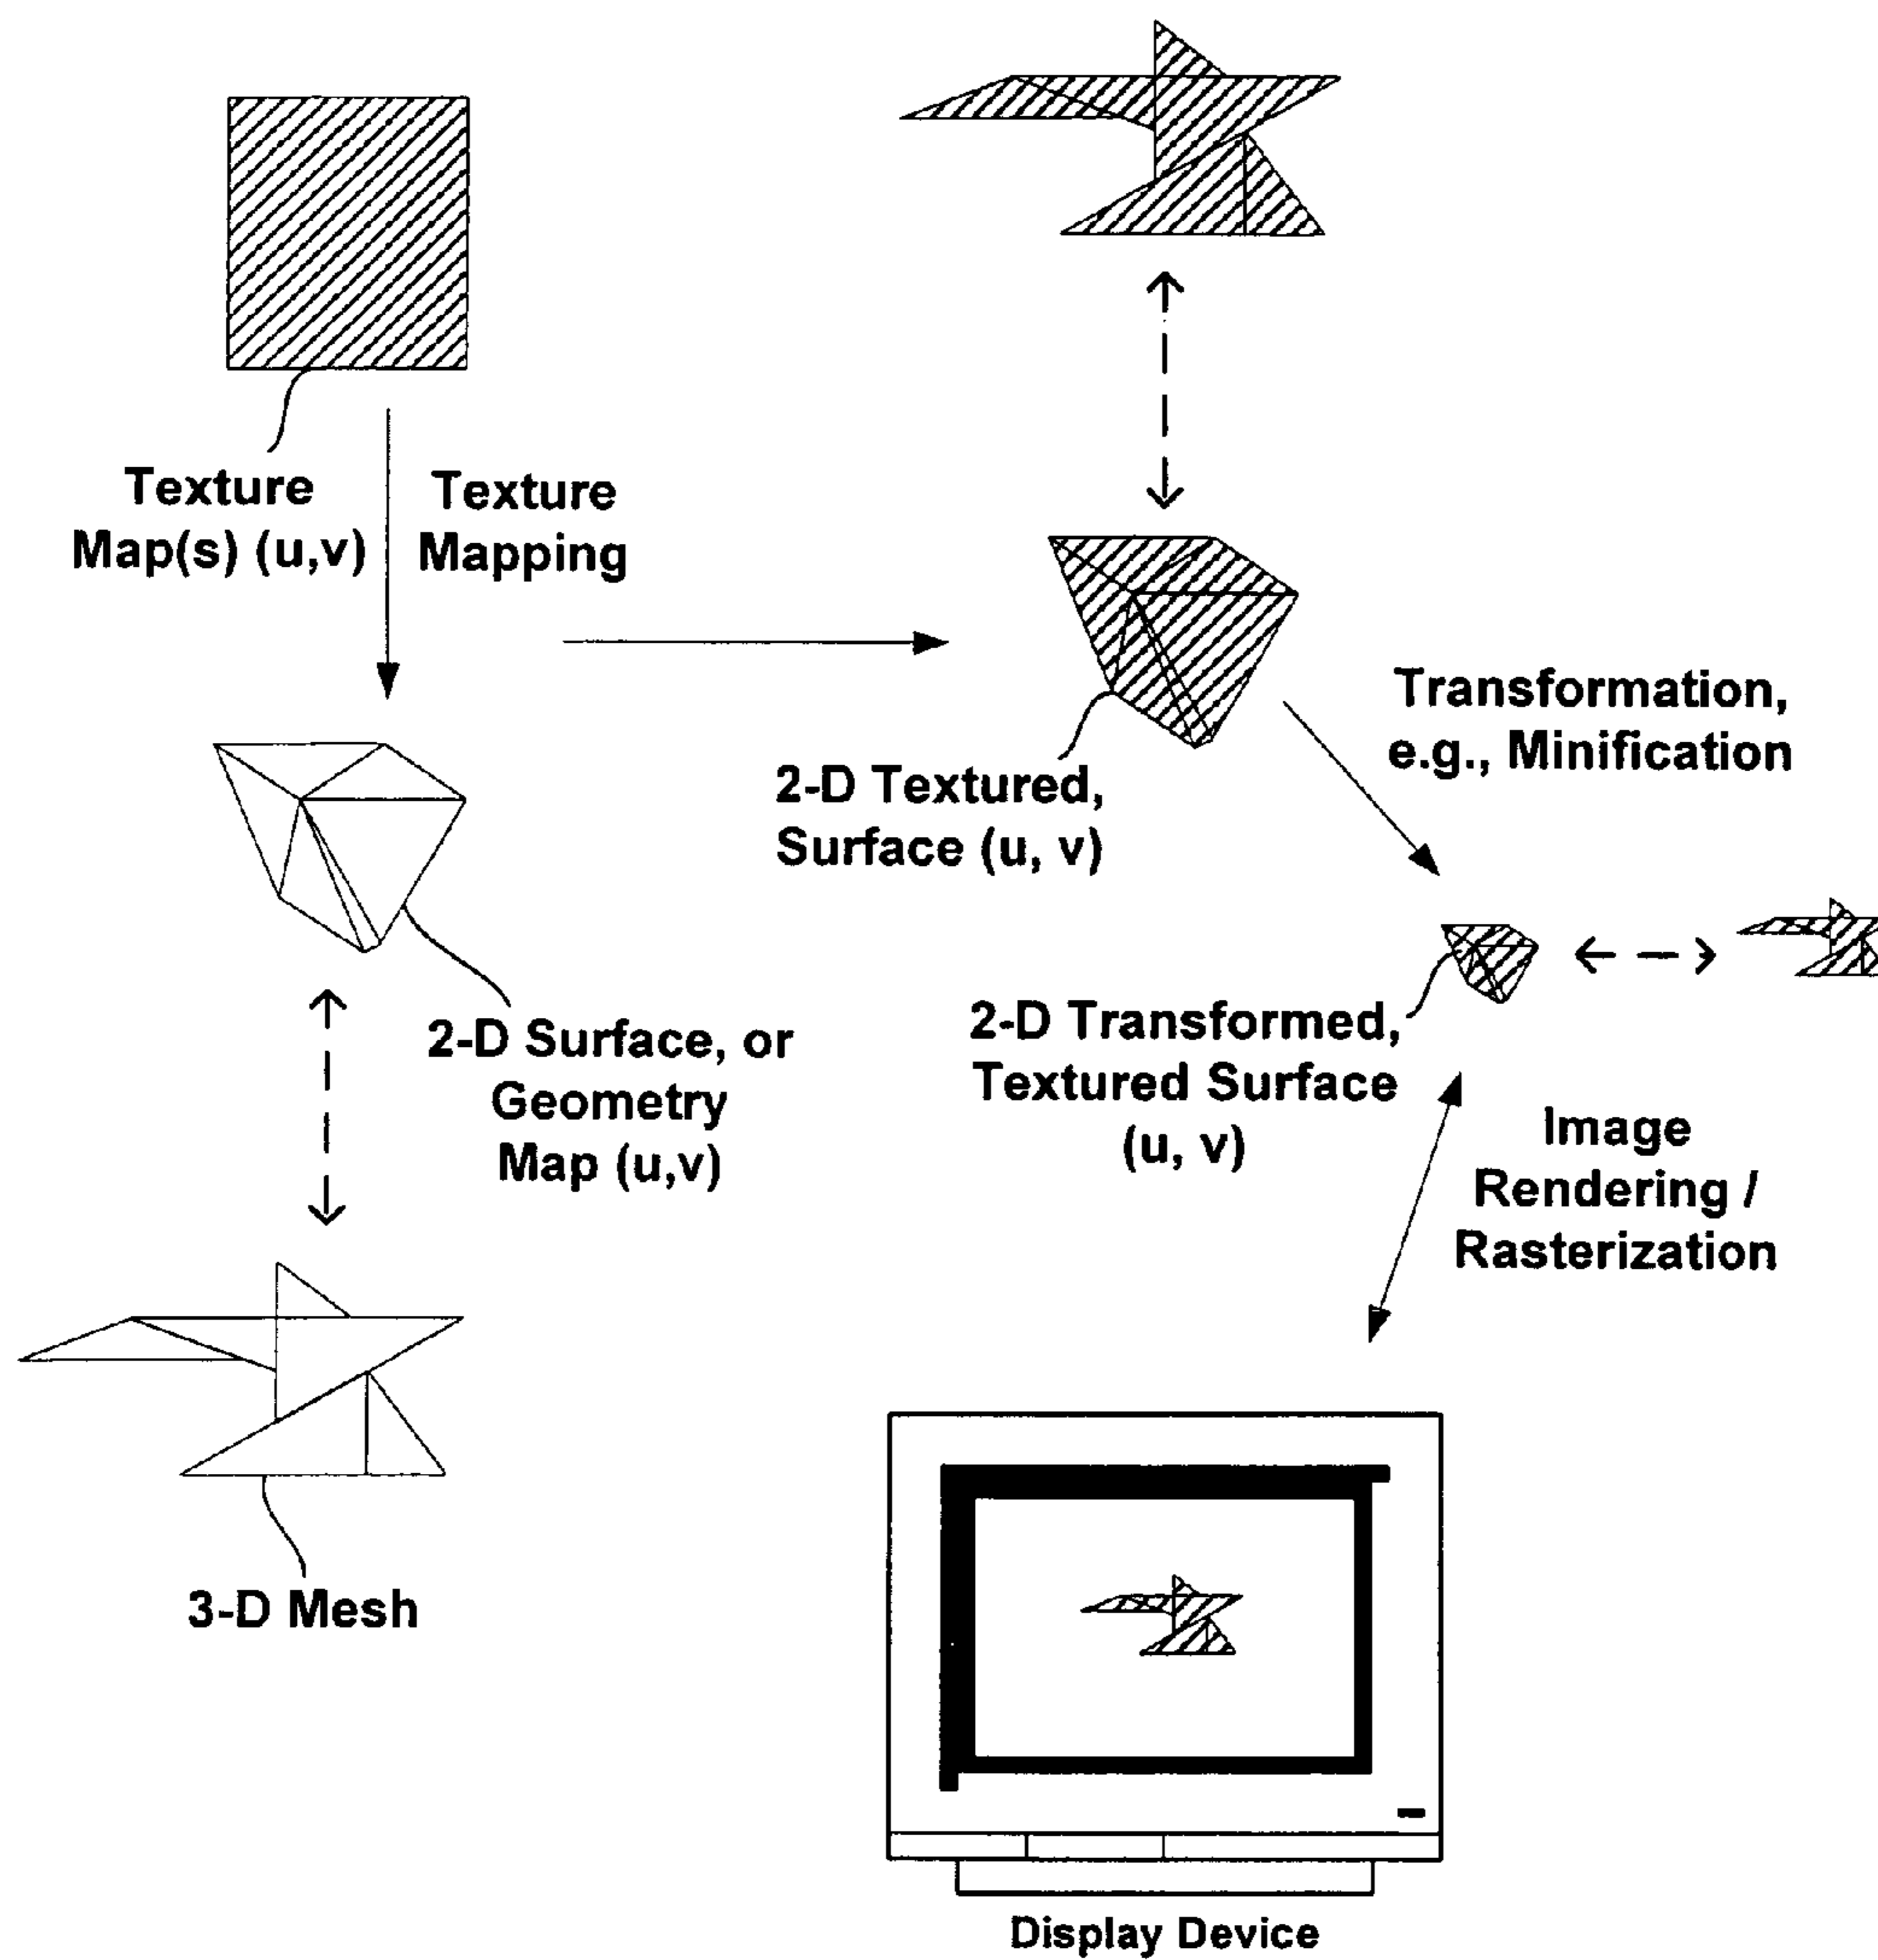 Texture
Map(s) (u,v)
Texture
Mapping
2-D Surface, or
Geometry
Map (u,v)
3-D Mesh
2-D Textured,
Surface (u, v)
Transformation,
e.g., Minification
2-D Transformed,
Textured Surface
(u, v)
Image
Rendering /
Rasterization
Display Device